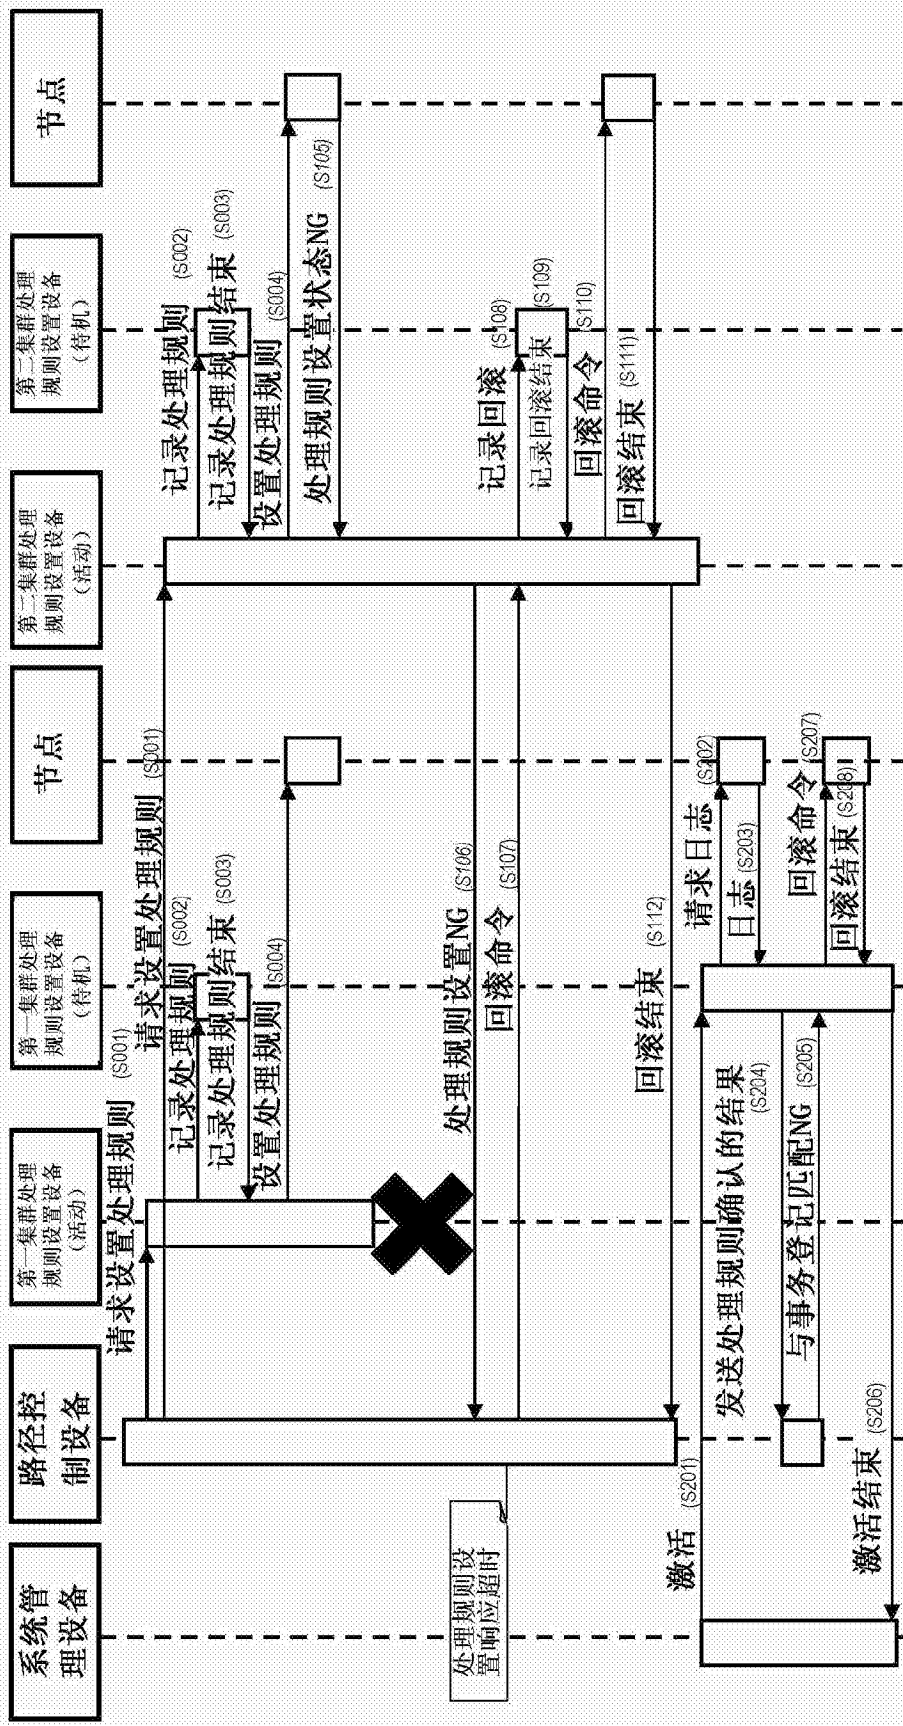 系统管
理设备
路径控
制设备
第一集群处理
规则设置设备
（活动）
第一集群处理
规则设置设备
（待机）
节点
第二集群处理
规则设置设备
（活动）
第二集群处理
规则设置设备
（待机）
节点
请求设置处理规则 (S001)
请求设置处理规则 (S001)
记录处理规则 (S002)
记录处理规则结束 (S003)
设置处理规则 (S004)
记录处理规则 (S002)
记录处理规则结束 (S003)
设置处理规则 (S004)
处理规则设置状态NG (S105)
处理规则设置NG (S106)
处理规则设
置响应超时
回滚命令 (S107)
记录回滚 (S108)
记录回滚结束 (S109)
回滚命令 (S110)
回滚结束 (S111)
回滚结束 (S112)
激活 (S201)
请求日志 (S202)
日志 (S203)
发送处理规则确认的结果 (S204)
与事务登记匹配NG (S205)
回滚命令 (S207)
回滚结束 (S208)
激活结束 (S206)